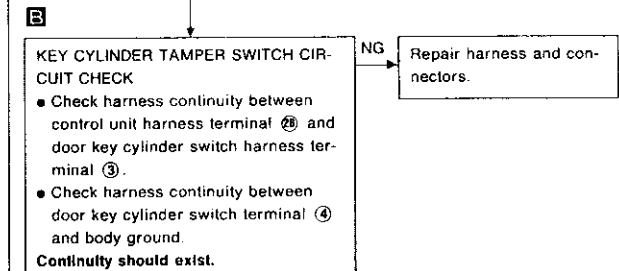 B
KEY CYLINDER TAMPER SWITCH CIR-
CUIT CHECK
● Check harness continuity between
control unit harness terminal ㉘ and
door key cylinder switch harness ter-
minal ③.
● Check harness continuity between
door key cylinder switch terminal ④
and body ground.
Continuity should exist.
NG
Repair harness and con-
nectors.